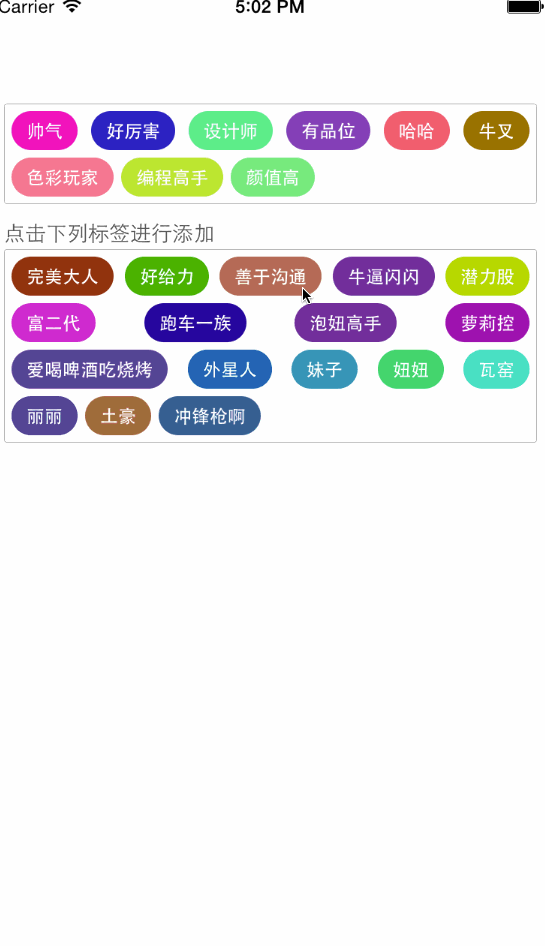 Carrier 5:02 PM
帅气 好厉害 设计师 有品位 哈哈 牛叉
色彩玩家 编程高手 颜值高
点击下列标签进行添加
完美大人 好给力 善于沟通 牛逼闪闪 潜力股
富二代 跑车一族 泡妞高手 萝莉控
爱喝啤酒吃烧烤 外星人 妹子 妞妞 瓦窑
丽丽 土豪 冲锋枪啊